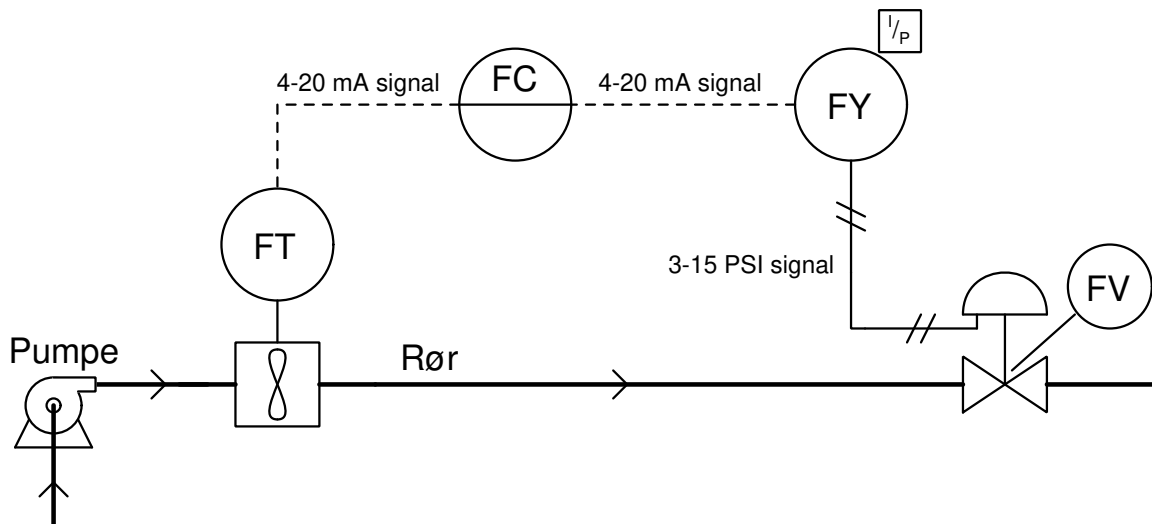 I/P
4-20 mA signal
FC
4-20 mA signal
FY
FT
3-15 PSI signal
FV
Pumpe
Rør